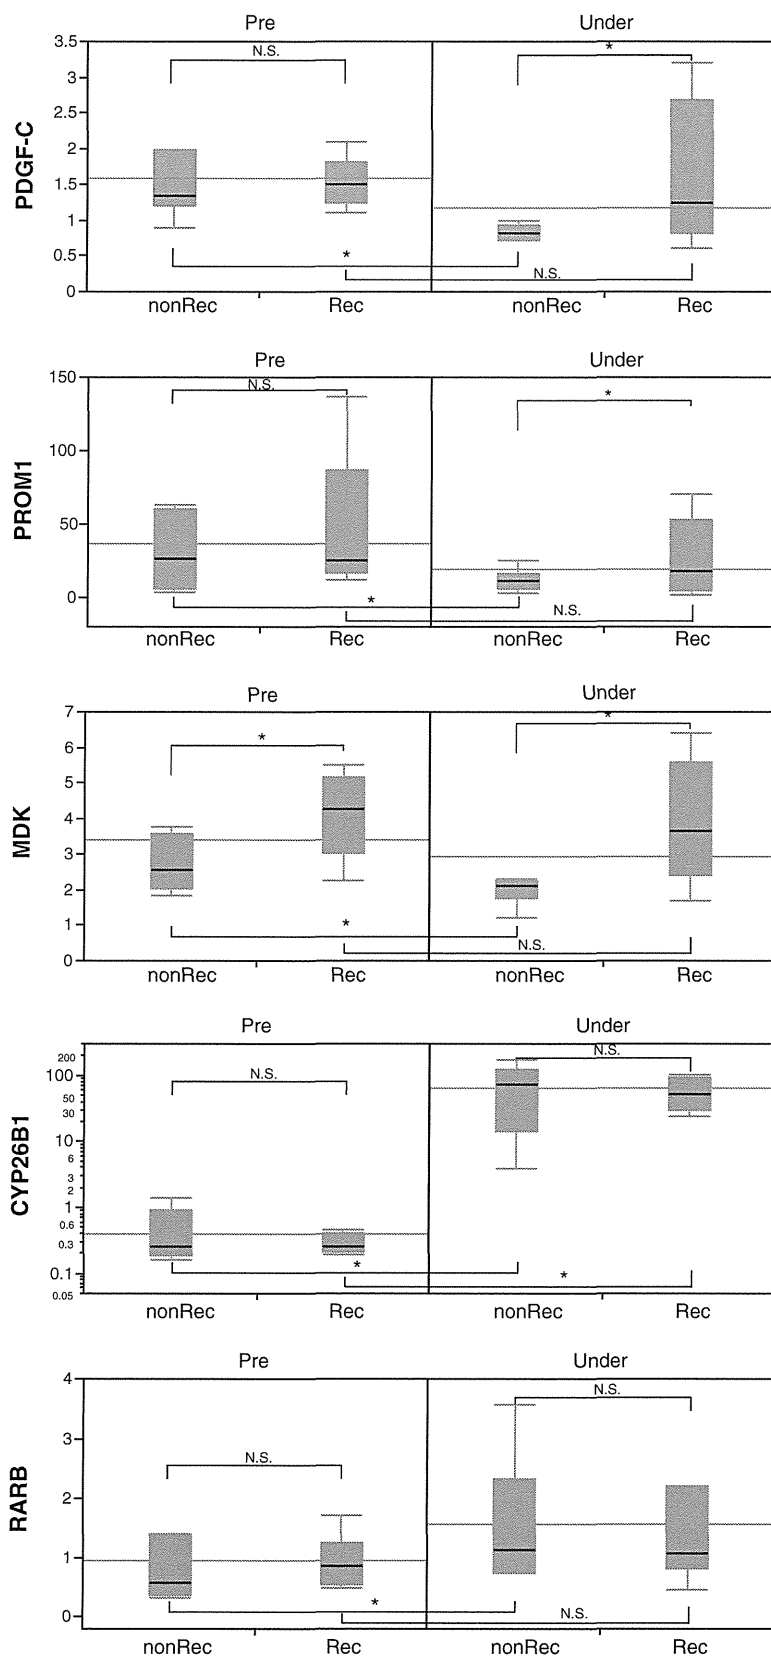 Pre Under
3.5
N.S. *
3
2.5
2
PDGF-C
1.5
1
0.5
*
N.S.
0
nonRec Rec nonRec Rec
Pre Under
150
N.S.
*
100
PROM1
50
0
*
N.S.
nonRec Rec nonRec Rec
Pre Under
7
*
*
6
5
4
MDK
3
2
1
*
N.S.
0
nonRec Rec nonRec Rec
Pre Under
200
N.S.
100
N.S.
50
30
CYP26B1
10
6
3
2
1
0.6
0.3
*
0.1
*
0.05
nonRec Rec nonRec Rec
Pre Under
4
N.S.
3
N.S.
2
RARB
1
*
N.S.
0
nonRec Rec nonRec Rec